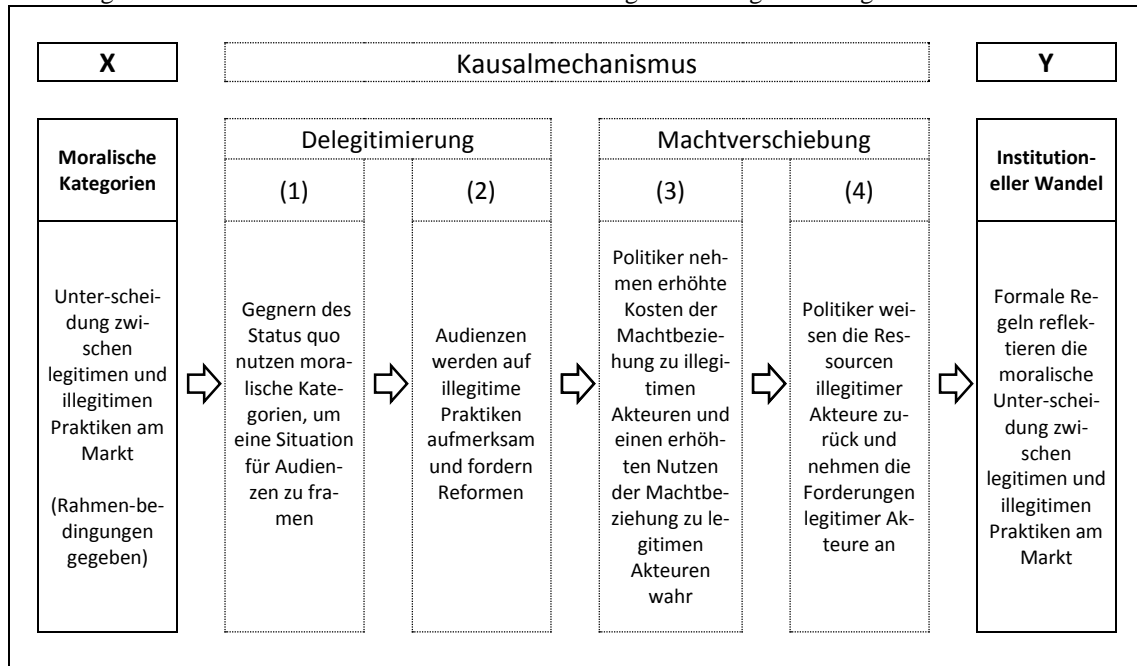 X
Kausalmechanismus
Y
Moralische
Kategorien
Delegitimierung
Machtverschiebung
Institution-
eller Wandel
(1)
(2)
(3)
(4)
Unter-schei-
dung zwi-
schen
legitimen und
illegitimen
Praktiken am
Markt
(Rahmen-be-
dingungen
gegeben)
Gegnern des
Status quo
nutzen mora-
lische Kate-
gorien, um
eine Situation
für Audien-
zen zu fra-
men
Audienzen
werden auf
illegitime
Praktiken
aufmerksam
und fordern
Reformen
Politiker neh-
men erhöhte
Kosten der
Machtbezie-
hung zu illegi-
timen
Akteuren und
einen erhöh-
ten Nutzen
der Machtbe-
ziehung zu le-
gitimen
Akteuren
wahr
Politiker wei-
sen die Res-
sourcen
illegitimer
Akteure zu-
rück und
nehmen die
Forderungen
legitimer Ak-
teure an
Formale Re-
geln reflek-
tieren die
moralische
Unter-schei-
dung zwi-
schen
legitimen und
illegitimen
Praktiken am
Markt